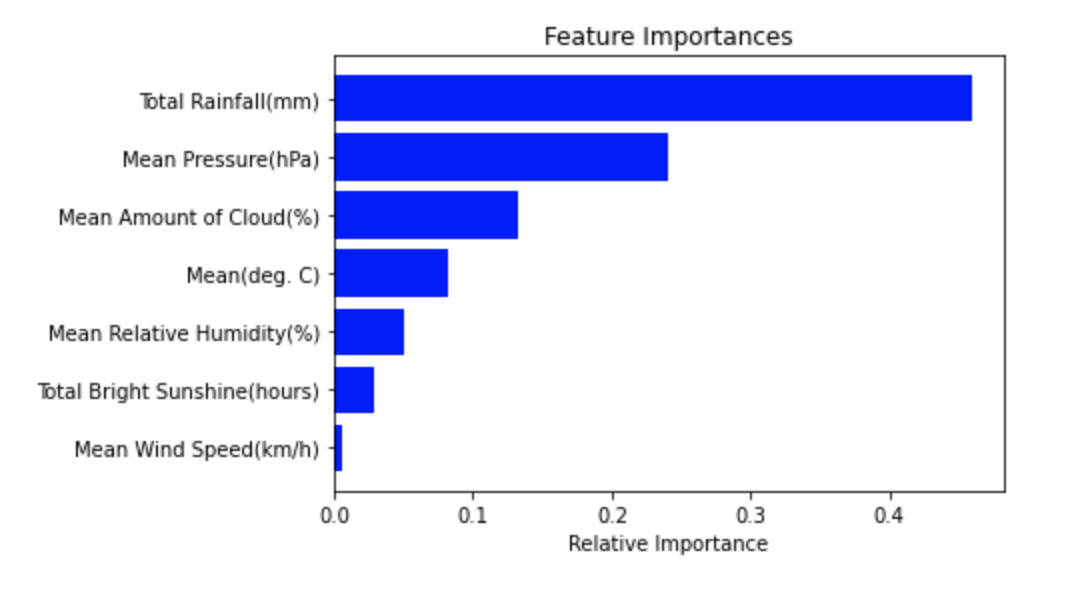 Feature Importances
Total Rainfall(mm)
Mean Pressure(hPa)
Mean Amount of Cloud(%)
Mean(deg. C)
Mean Relative Humidity(%)
Total Bright Sunshine(hours)
Mean Wind Speed(km/h)
0.0 0.1 0.2 0.3 0.4
Relative Importance